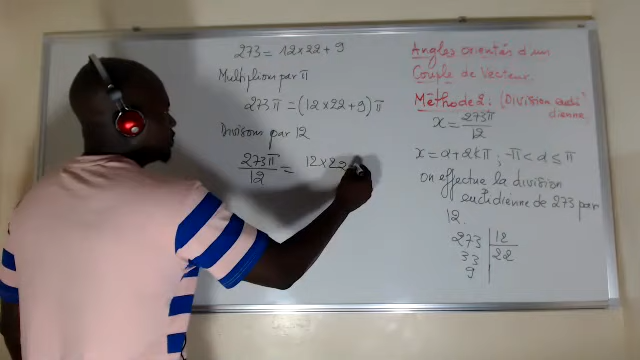 273 = 12×22 + 9
Multiplions par π
273π = (12×22 + 9)π
Divisons par 12
273π/12 = 12×22
Angles orientés d'un
Couple de Vecteur.
Méthode 2: (Division eucli
dienne.
x = 273π/12
x = α + 2kπ ; -π < α ≤ π
on effectue la division
euclidienne de 273 par
12.
273 | 12
33 | 22
9